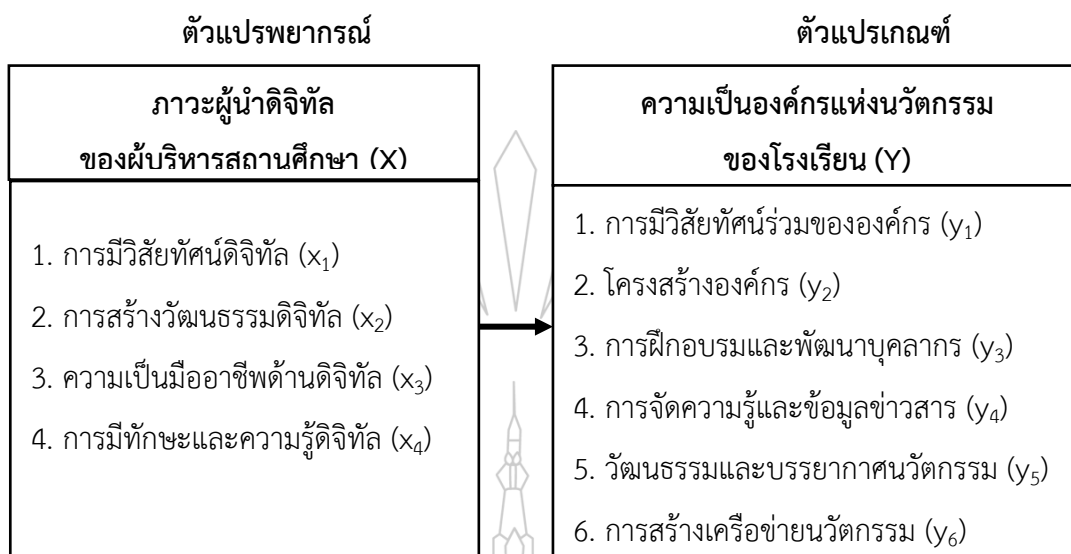 ตัวแปรพยากรณ์
ภาวะผู้นำดิจิทัล
ของผู้บริหารสถานศึกษา (X)
1. การมีวิสัยทัศน์ดิจิทัล (x₁)
2. การสร้างวัฒนธรรมดิจิทัล (x₂)
3. ความเป็นมืออาชีพด้านดิจิทัล (x₃)
4. การมีทักษะและความรู้ดิจิทัล (x₄)
ตัวแปรเกณฑ์
ความเป็นองค์กรแห่งนวัตกรรม
ของโรงเรียน (Y)
1. การมีวิสัยทัศน์ร่วมขององค์กร (y₁)
2. โครงสร้างองค์กร (y₂)
3. การฝึกอบรมและพัฒนาบุคลากร (y₃)
4. การจัดความรู้และข้อมูลข่าวสาร (y₄)
5. วัฒนธรรมและบรรยากาศนวัตกรรม (y₅)
6. การสร้างเครือข่ายนวัตกรรม (y₆)